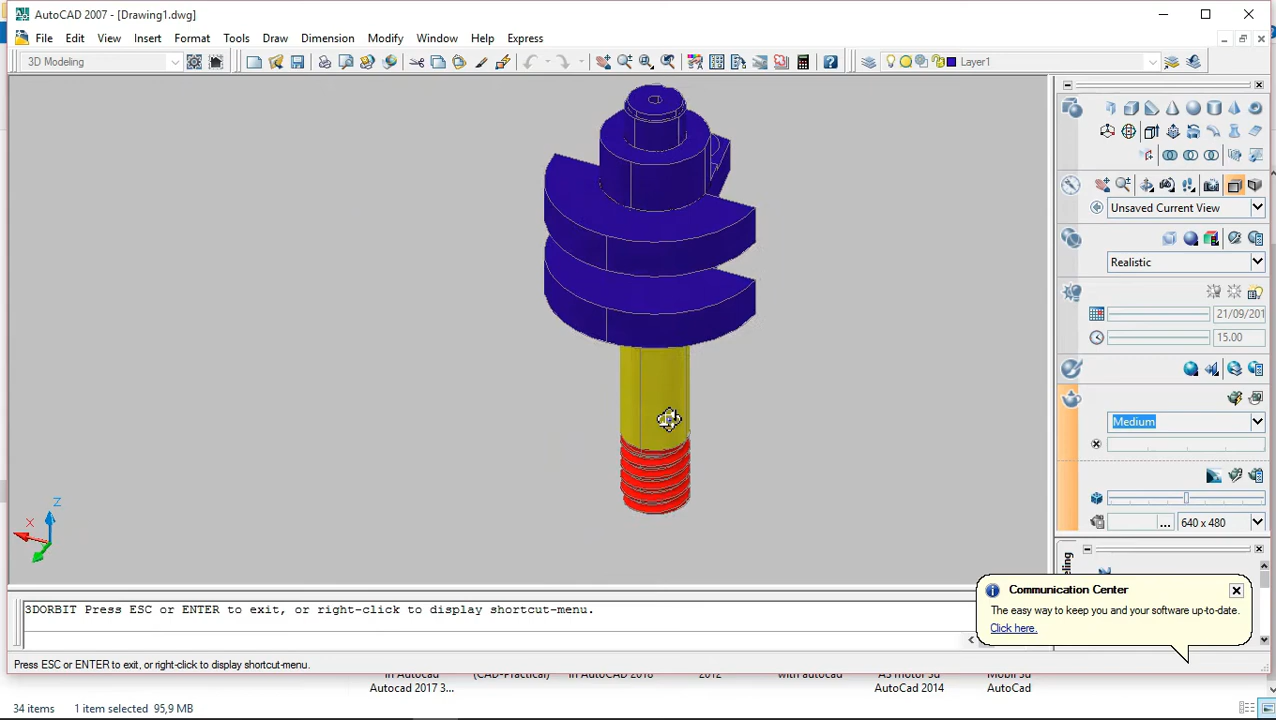 AutoCAD 2007 - [Drawing1.dwg]
File Edit View Insert Format Tools Draw Dimension Modify Window Help Express
3D Modeling
Layer1
Unsaved Current View
Realistic
21/09/201
15.00
Medium
640 x 480
X
Z
3DORBIT Press ESC or ENTER to exit, or right-click to display shortcut-menu.
Communication Center
The easy way to keep you and your software up-to-date.
Click here.
Press ESC or ENTER to exit, or right-click to display shortcut-menu.
in Autocad (CAD-Practical) in AutoCAD 2016 2012 with autocad AS motor 3d Mobil 3d
Autocad 2017 3... AutoCad 2014 AutoCad
34 items 1 item selected 95,9 MB